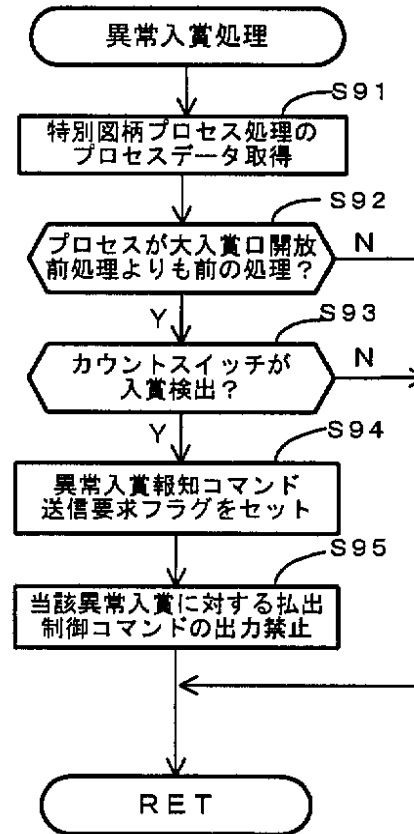 異常入賞処理
S91
特別図柄プロセス処理の
プロセスデータ取得
S92
プロセスが大入賞口開放
前処理よりも前の処理？
N
Y
S93
カウントスイッチが
入賞検出？
N
Y
S94
異常入賞報知コマンド
送信要求フラグをセット
S95
当該異常入賞に対する払出
制御コマンドの出力禁止
RET